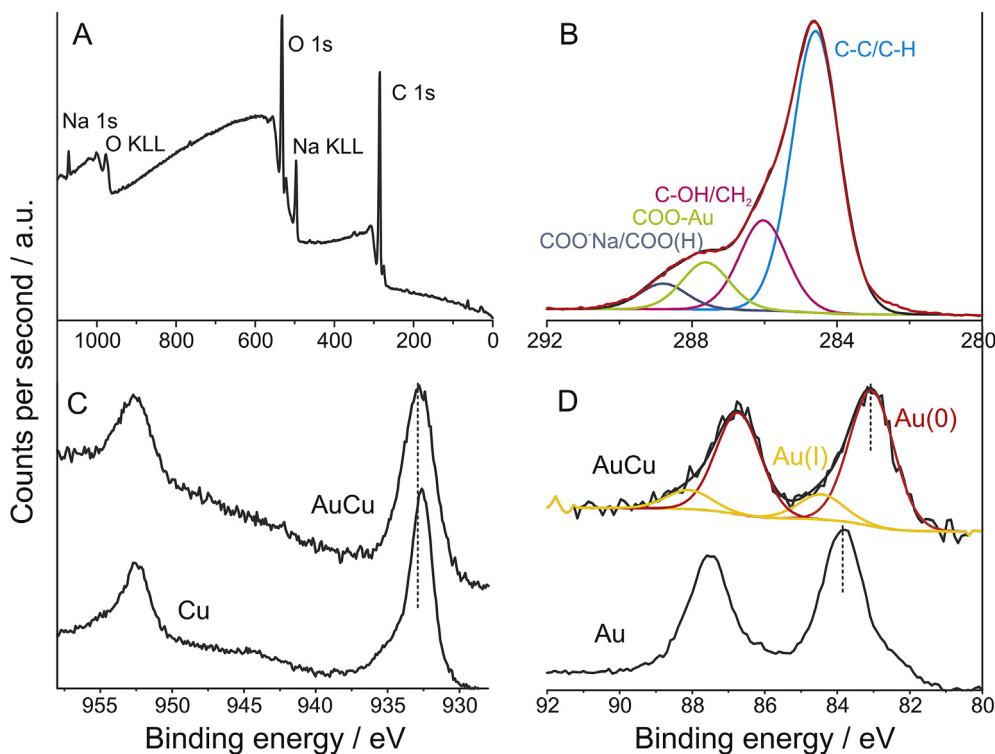 A
O 1s
C 1s
Na 1s
O KLL
Na KLL
1000 800 600 400 200 0
B
C-C/C-H
C-OH/CH₂
COO-Au
COO⁻Na/COO(H)
292 288 284 280
Counts per second / a.u.
C
AuCu
Cu
955 950 945 940 935 930
Binding energy / eV
D
Au(0)
Au(I)
AuCu
Au
92 90 88 86 84 82 80
Binding energy / eV